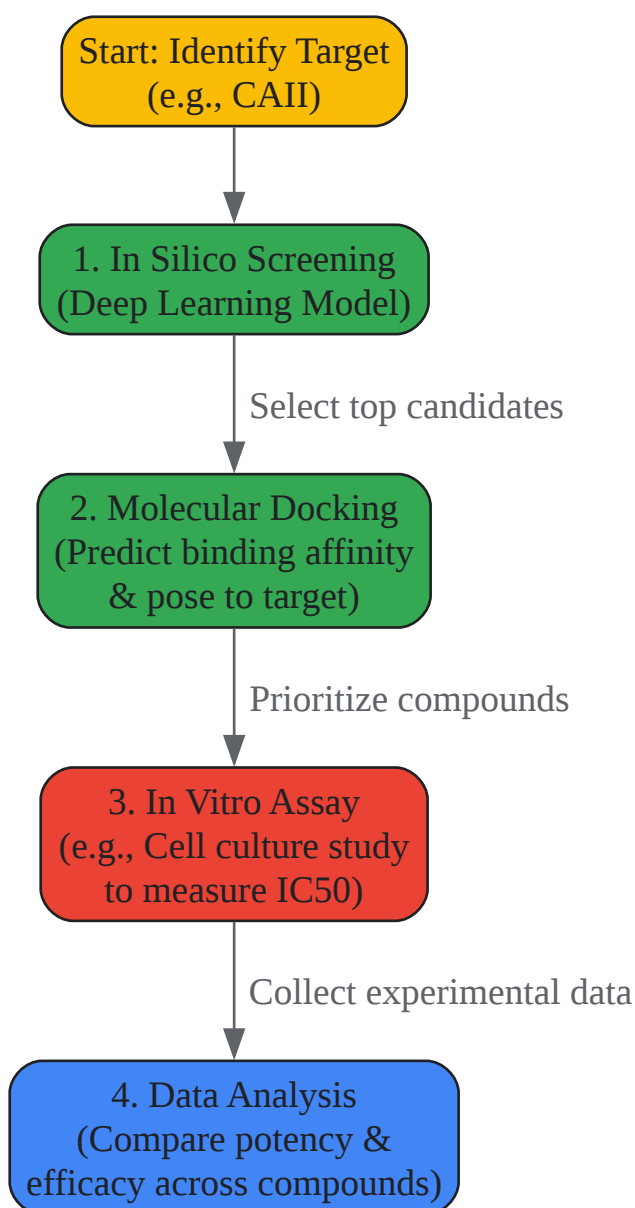 Start: Identify Target
(e.g., CAII)
1. In Silico Screening
(Deep Learning Model)
Select top candidates
2. Molecular Docking
(Predict binding affinity
& pose to target)
Prioritize compounds
3. In Vitro Assay
(e.g., Cell culture study
to measure IC50)
Collect experimental data
4. Data Analysis
(Compare potency &
efficacy across compounds)